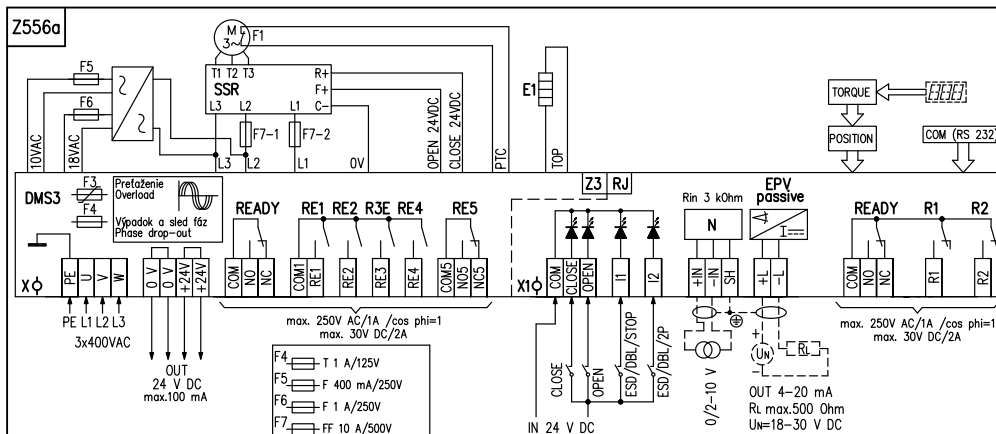 Z556a
M
3~
F1
F5
F6
T1 T2 T3
SSR
R+
F+
C-
L3 L2 L1
F7-1
F7-2
E1
TORQUE
POSITION
COM (RS 232)
10VAC
18VAC
L3 L2 L1
0V
OPEN 24VDC
CLOSE 24VDC
PTC
TOP
DMS3
F3
F4
Preťaženie
Overload
Výpadok a sled fáz
Phase drop-out
READY
RE1 RE2 R3E RE4
RE5
Z3 RJ
Rin 3 kOhm
N
EPV
passive
I
READY
R1
R2
X
PE
U
V
W
0 V
0 V
+24V
+24V
COM
NO
NC
COM1
RE1
RE2
RE3
RE4
COM5
NO5
NC5
X1
COM
CLOSE
OPEN
I1
I2
+IN
-IN
SH
+L
-L
COM
NO
NC
R1
R2
PE L1 L2 L3
3x400VAC
OUT
24 V DC
max.100 mA
max. 250V AC/1A /cos phi=1
max. 30V DC/2A
F4 T 1 A/125V
F5 F 400 mA/250V
F6 F 1 A/250V
F7 FF 10 A/500V
CLOSE
OPEN
ESD/DBL/STOP
ESD/DBL/2P
IN 24 V DC
0/2-10 V
+
UN
-
RL
OUT 4-20 mA
RL max.500 Ohm
UN=18-30 V DC
max. 250V AC/1A /cos phi=1
max. 30V DC/2A